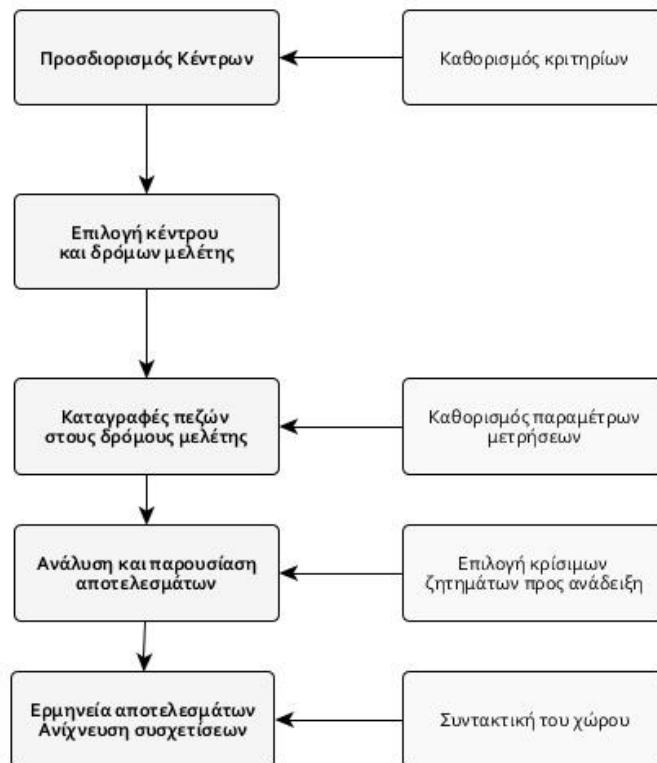 Προσδιορισμός Κέντρων
Καθορισμός κριτηρίων
Επιλογή κέντρου
και δρόμων μελέτης
Καταγραφές πεζών
στους δρόμους μελέτης
Καθορισμός παραμέτρων
μετρήσεων
Ανάλυση και παρουσίαση
αποτελεσμάτων
Επιλογή κρίσιμων
ζητημάτων προς ανάδειξη
Ερμηνεία αποτελεσμάτων
Ανίχνευση συσχετίσεων
Συντακτική του χώρου